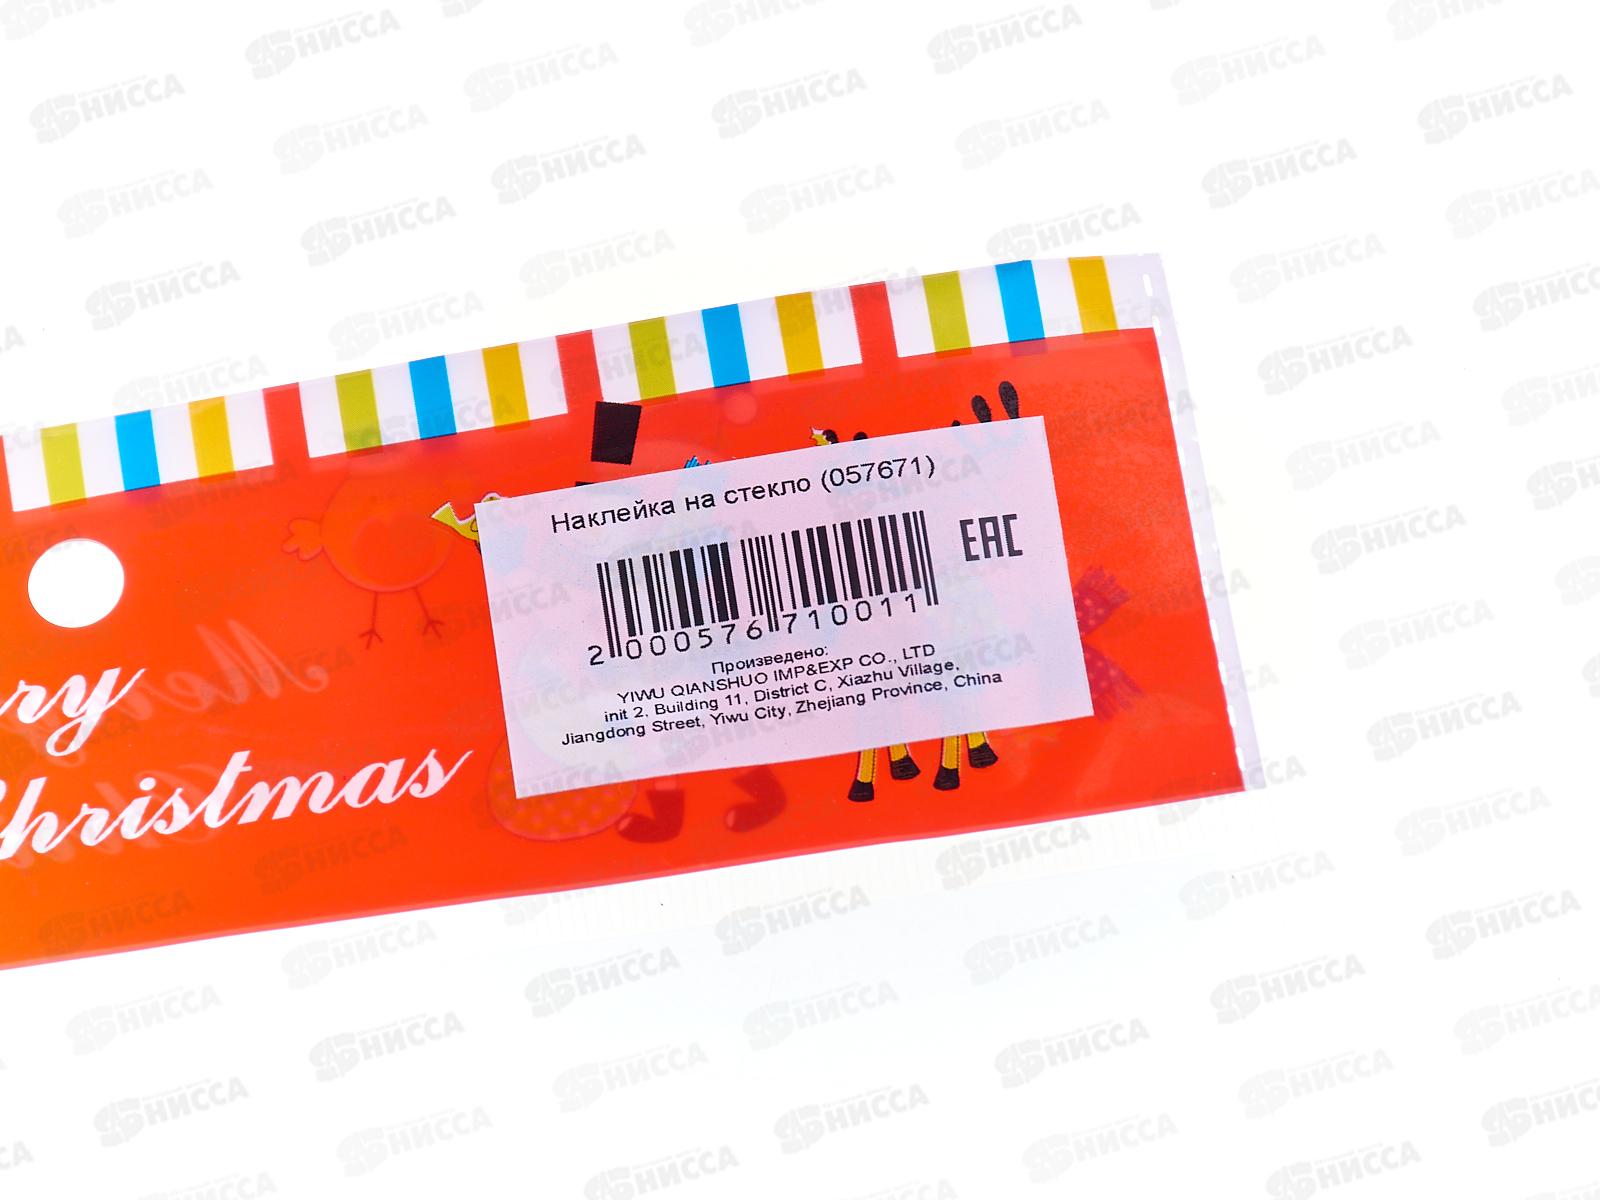 Наклейка на стекло (057671)
EAC
2 000576 710011
Произведено:
YIWU QIANSHUO IMP&EXP CO., LTD
init 2, Building 11, District C, Xiazhu Village,
Jiangdong Street, Yiwu City, Zhejiang Province, China
ry
Christmas
НИССА